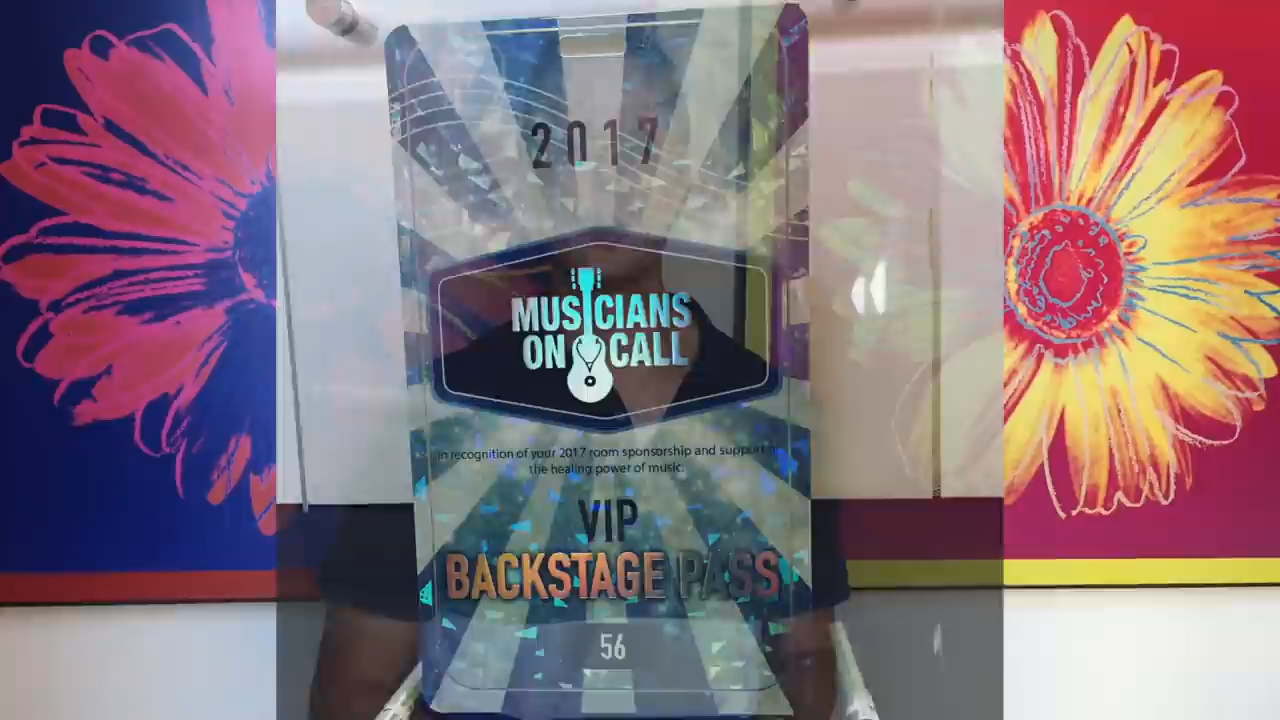 2017
MUSICIANS
ON CALL
In recognition of your 2017 room sponsorship and support of
the healing power of music.
VIP
BACKSTAGE PASS
56